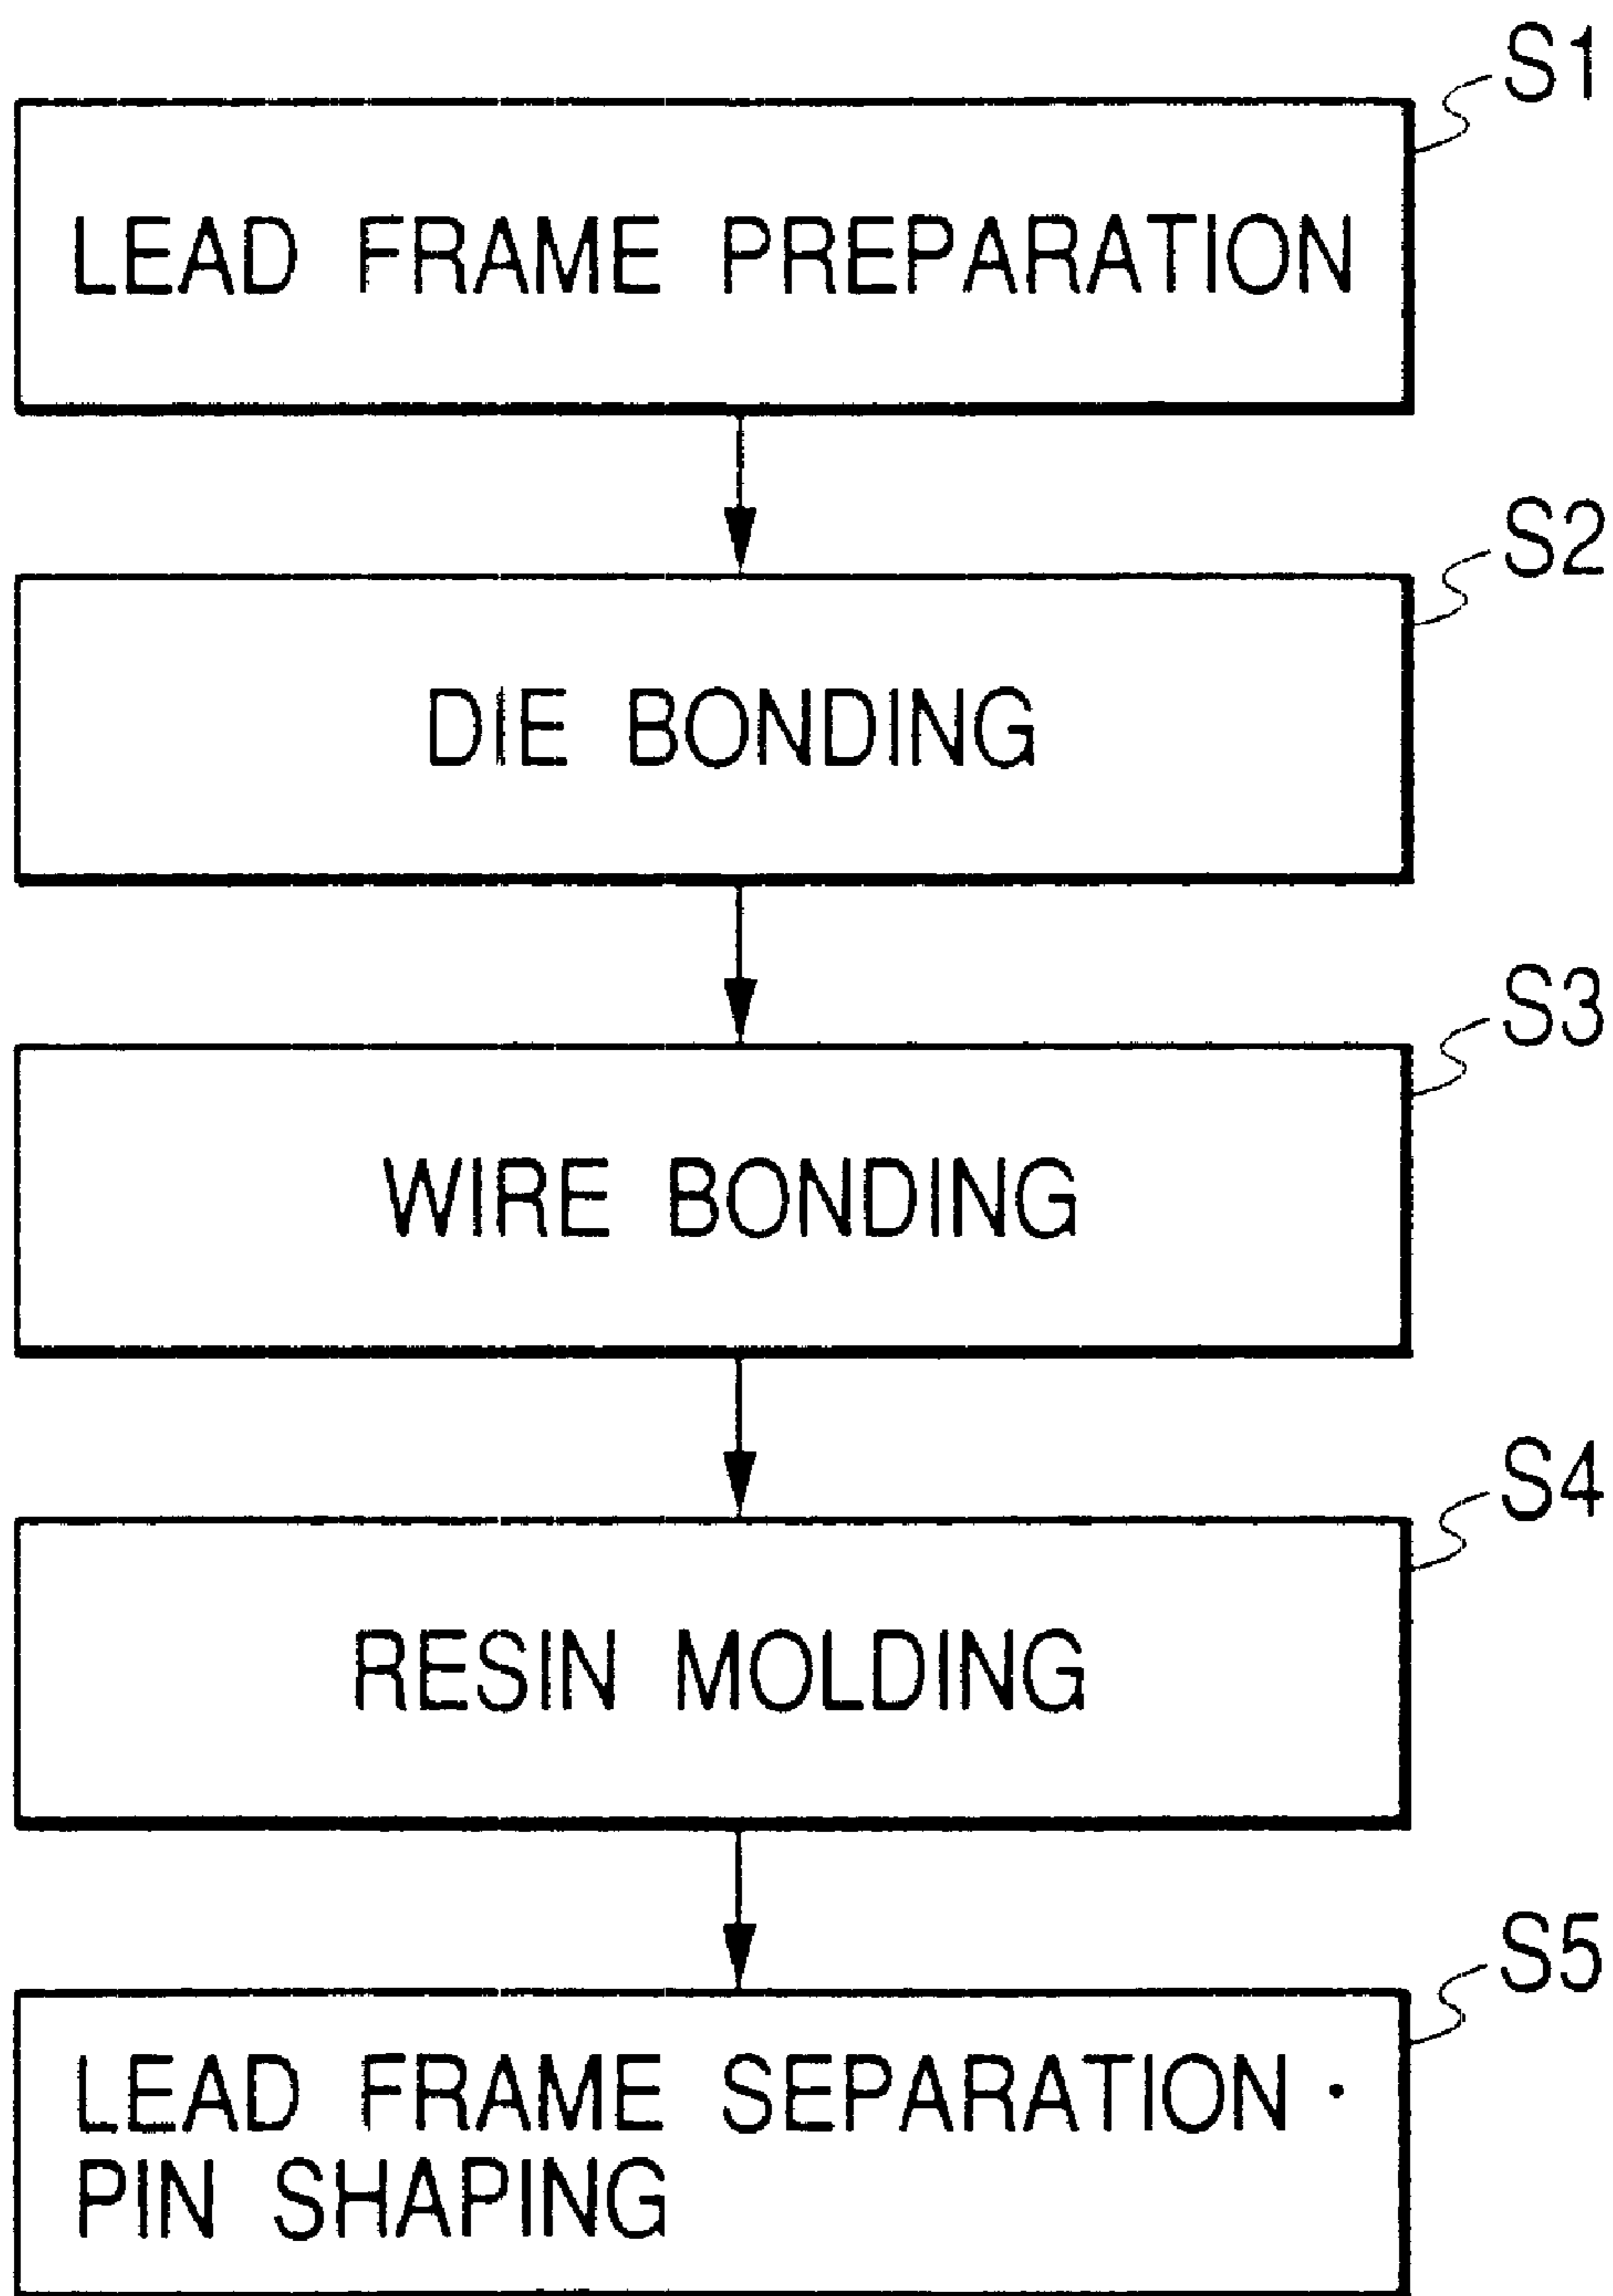 S1
LEAD FRAME PREPARATION
S2
DIE BONDING
S3
WIRE BONDING
S4
RESIN MOLDING
S5
LEAD FRAME SEPARATION ·
PIN SHAPING